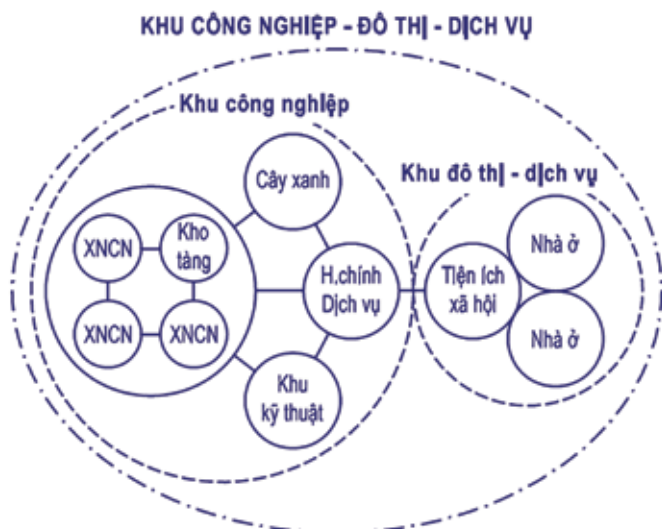 KHU CÔNG NGHIỆP - ĐÔ THỊ - DỊCH VỤ
Khu công nghiệp
Cây xanh
Khu đô thị - dịch vụ
XNCN
Kho
tàng
Nhà ở
H.chính
Dịch vụ
Tiện ích
xã hội
XNCN
XNCN
Nhà ở
Khu
kỹ thuật